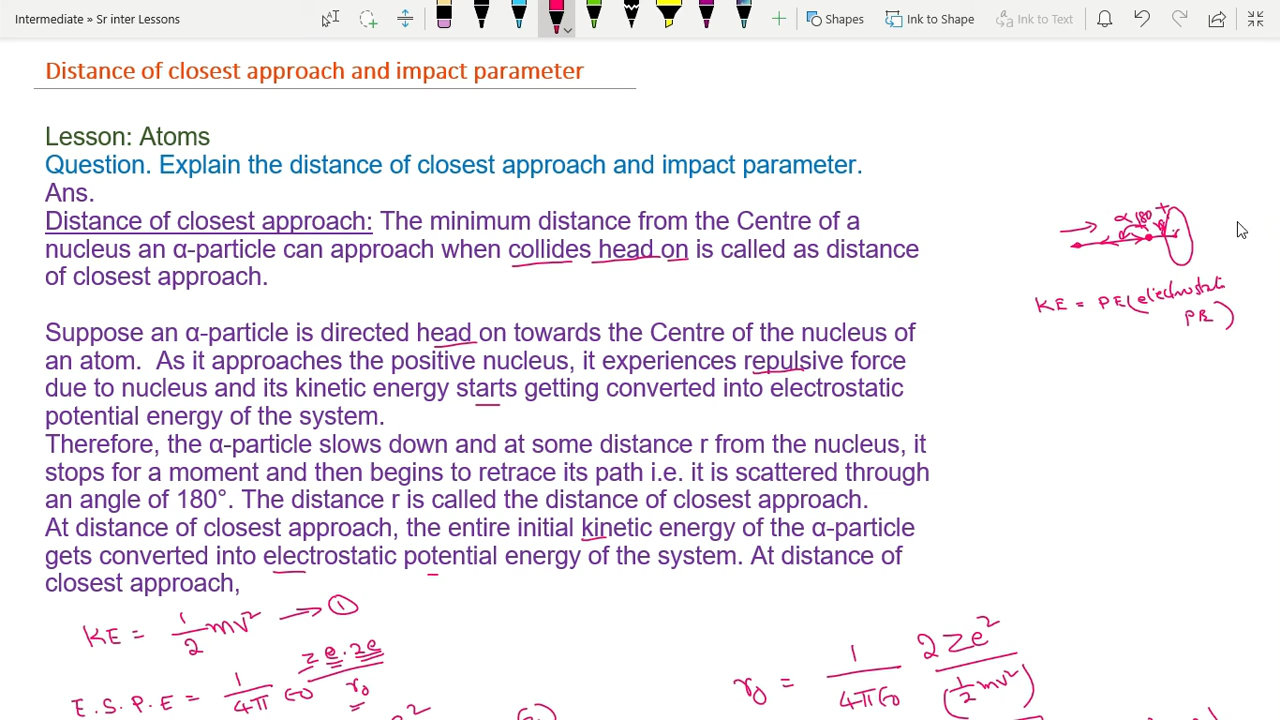 Intermediate » Sr inter Lessons
Shapes
Ink to Shape
Ink to Text
Distance of closest approach and impact parameter
Lesson: Atoms
Question. Explain the distance of closest approach and impact parameter.
Ans.
Distance of closest approach: The minimum distance from the Centre of a
nucleus an α-particle can approach when collides head on is called as distance
of closest approach.
α 180 +
KE = PE(electrostati
PE)
Suppose an α-particle is directed head on towards the Centre of the nucleus of
an atom. As it approaches the positive nucleus, it experiences repulsive force
due to nucleus and its kinetic energy starts getting converted into electrostatic
potential energy of the system.
Therefore, the α-particle slows down and at some distance r from the nucleus, it
stops for a moment and then begins to retrace its path i.e. it is scattered through
an angle of 180°. The distance r is called the distance of closest approach.
At distance of closest approach, the entire initial kinetic energy of the α-particle
gets converted into electrostatic potential energy of the system. At distance of
closest approach,
KE = 1/2 mv² → ①
E.S.P.E = 1/4π∈0 ze.2e/r0
r0 = 1/4π∈0 2Ze²/(1/2 mv²)